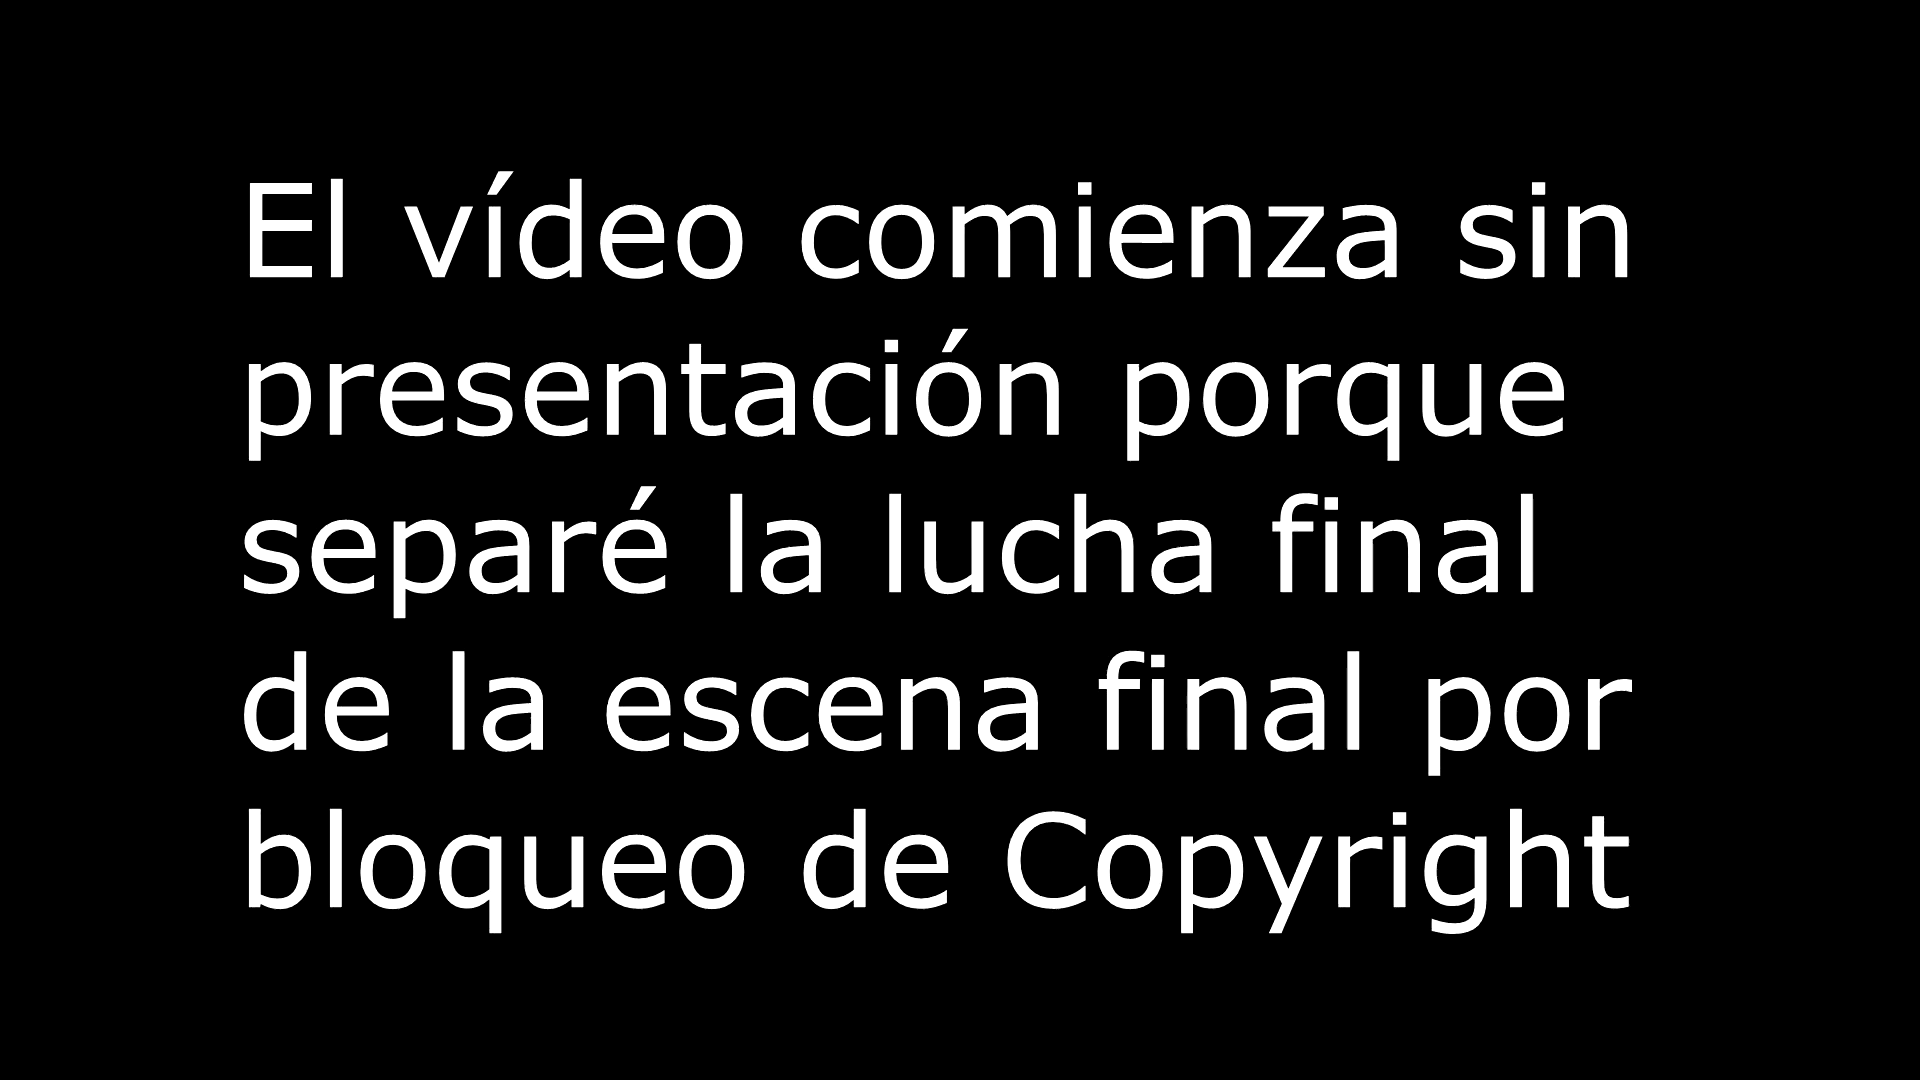 El vídeo comienza sin
presentación porque
separé la lucha final
de la escena final por
bloqueo de Copyright